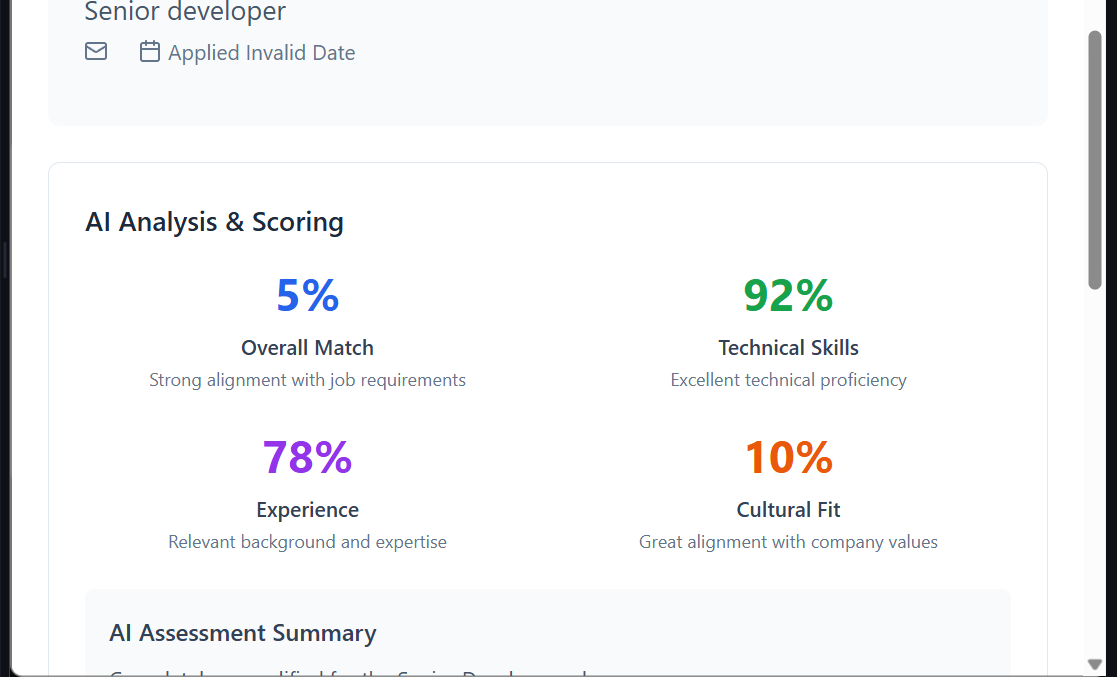 Senior developer
Applied Invalid Date
AI Analysis & Scoring
5%
Overall Match
Strong alignment with job requirements
92%
Technical Skills
Excellent technical proficiency
78%
Experience
Relevant background and expertise
10%
Cultural Fit
Great alignment with company values
AI Assessment Summary